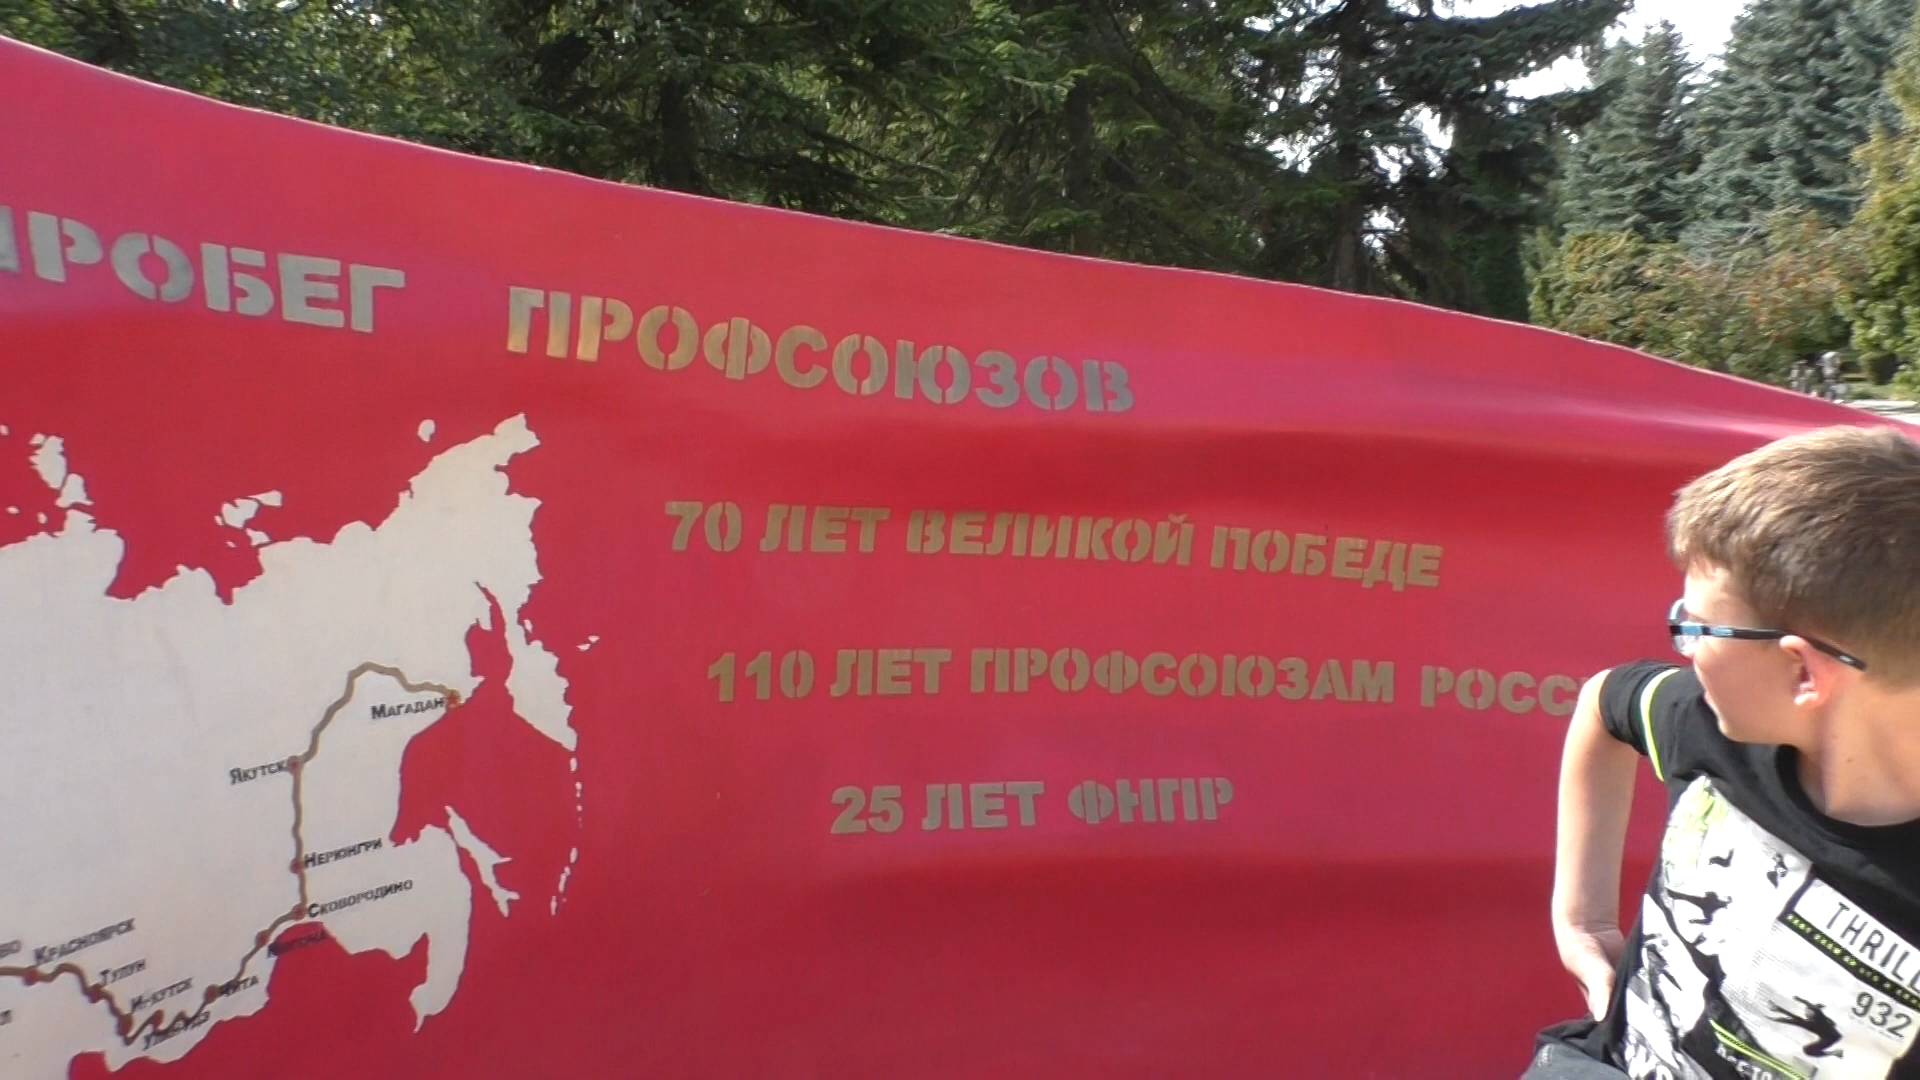 ПРОБЕГ ПРОФСОЮЗОВ
70 ЛЕТ ВЕЛИКОЙ ПОБЕДЕ
110 ЛЕТ ПРОФСОЮЗАМ РОСС
25 ЛЕТ ФНПР
МАГАДАН
ЯКУТСК
НЕРЮНГРИ
СКОВОРОДИНО
КРАСНОЯРСК
ТУЛУН
ИРКУТСК
ЧИТА
THRILL
932